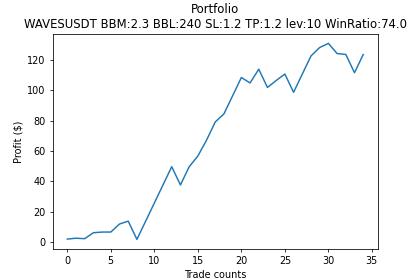 Portfolio
WAVESUSDT BBM:2.3 BBL:240 SL:1.2 TP:1.2 lev:10 WinRatio:74.0
Profit ($)
120
100
80
60
40
20
0
0 5 10 15 20 25 30 35
Trade counts